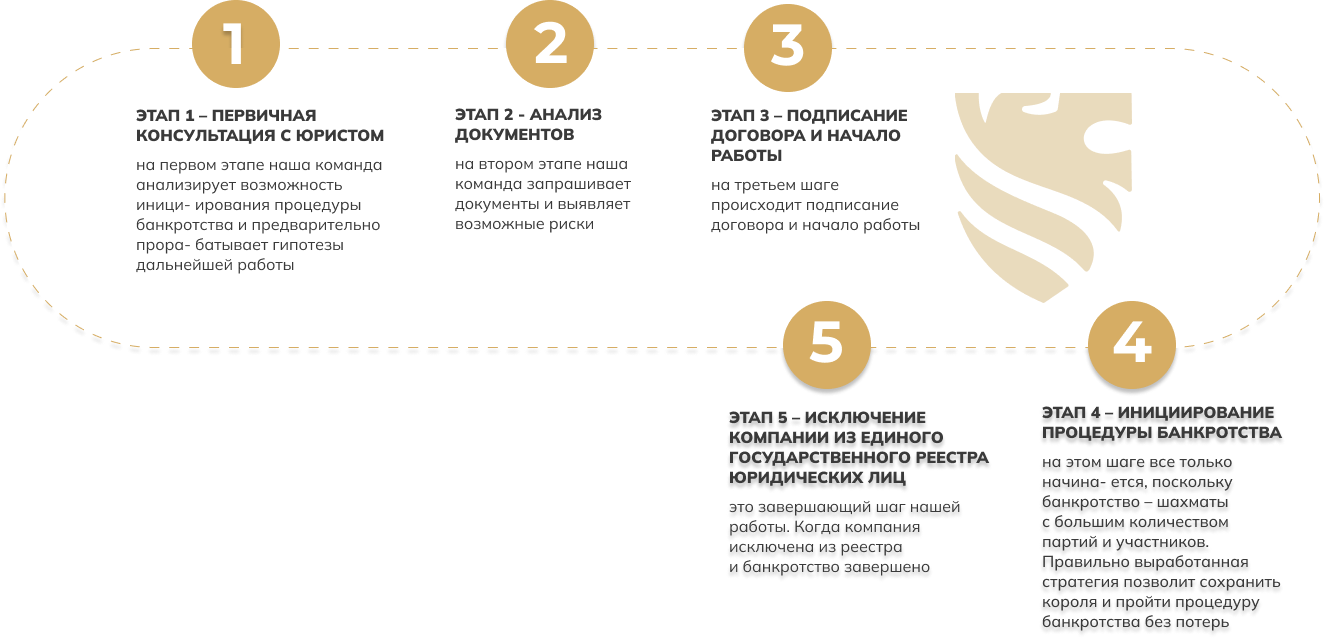 1
ЭТАП 1 – ПЕРВИЧНАЯ
КОНСУЛЬТАЦИЯ С ЮРИСТОМ
на первом этапе наша команда
анализирует возможность
иници- ирования процедуры
банкротства и предварительно
прора- батывает гипотезы
дальнейшей работы
2
ЭТАП 2 - АНАЛИЗ
ДОКУМЕНТОВ
на втором этапе наша
команда запрашивает
документы и выявляет
возможные риски
3
ЭТАП 3 – ПОДПИСАНИЕ
ДОГОВОРА И НАЧАЛО
РАБОТЫ
на третьем шаге
происходит подписание
договора и начало работы
4
ЭТАП 4 – ИНИЦИИРОВАНИЕ
ПРОЦЕДУРЫ БАНКРОТСТВА
на этом шаге все только
начина- ется, поскольку
банкротство – шахматы
с большим количеством
партий и участников.
Правильно выработанная
стратегия позволит сохранить
короля и пройти процедуру
банкротства без потерь
5
ЭТАП 5 – ИСКЛЮЧЕНИЕ
КОМПАНИИ ИЗ ЕДИНОГО
ГОСУДАРСТВЕННОГО РЕЕСТРА
ЮРИДИЧЕСКИХ ЛИЦ
это завершающий шаг нашей
работы. Когда компания
исключена из реестра
и банкротство завершено